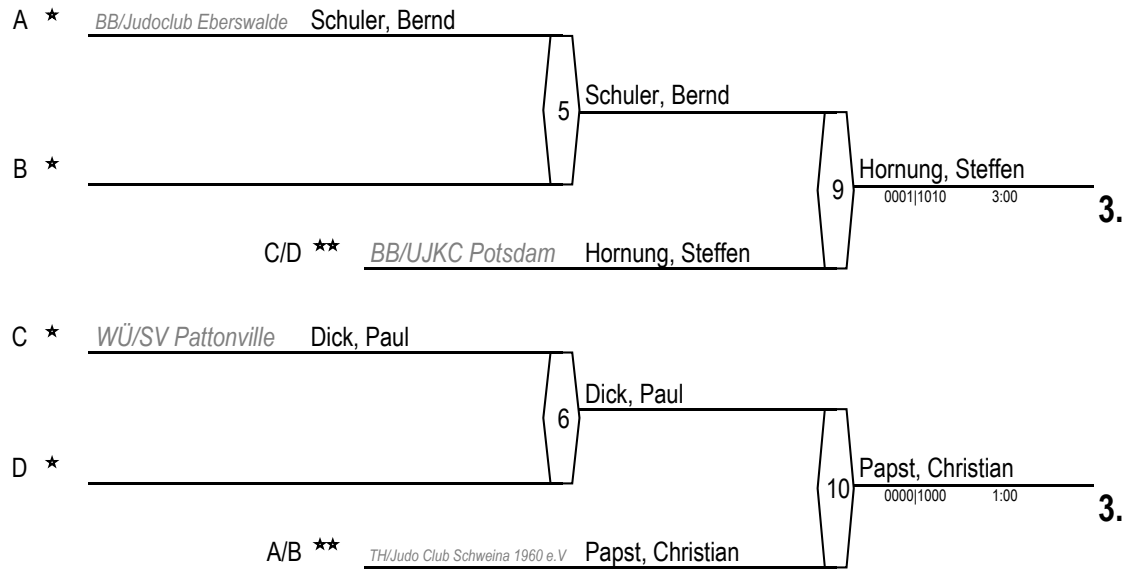 A ★ BB/Judoclub Eberswalde Schuler, Bernd
5 Schuler, Bernd
B ★
9 Hornung, Steffen
0001|1010 3:00
3.
C/D ★★ BB/UJKC Potsdam Hornung, Steffen
C ★ WÜ/SV Pattonville Dick, Paul
6 Dick, Paul
D ★
10 Papst, Christian
0000|1000 1:00
3.
A/B ★★ TH/Judo Club Schweina 1960 e.V Papst, Christian